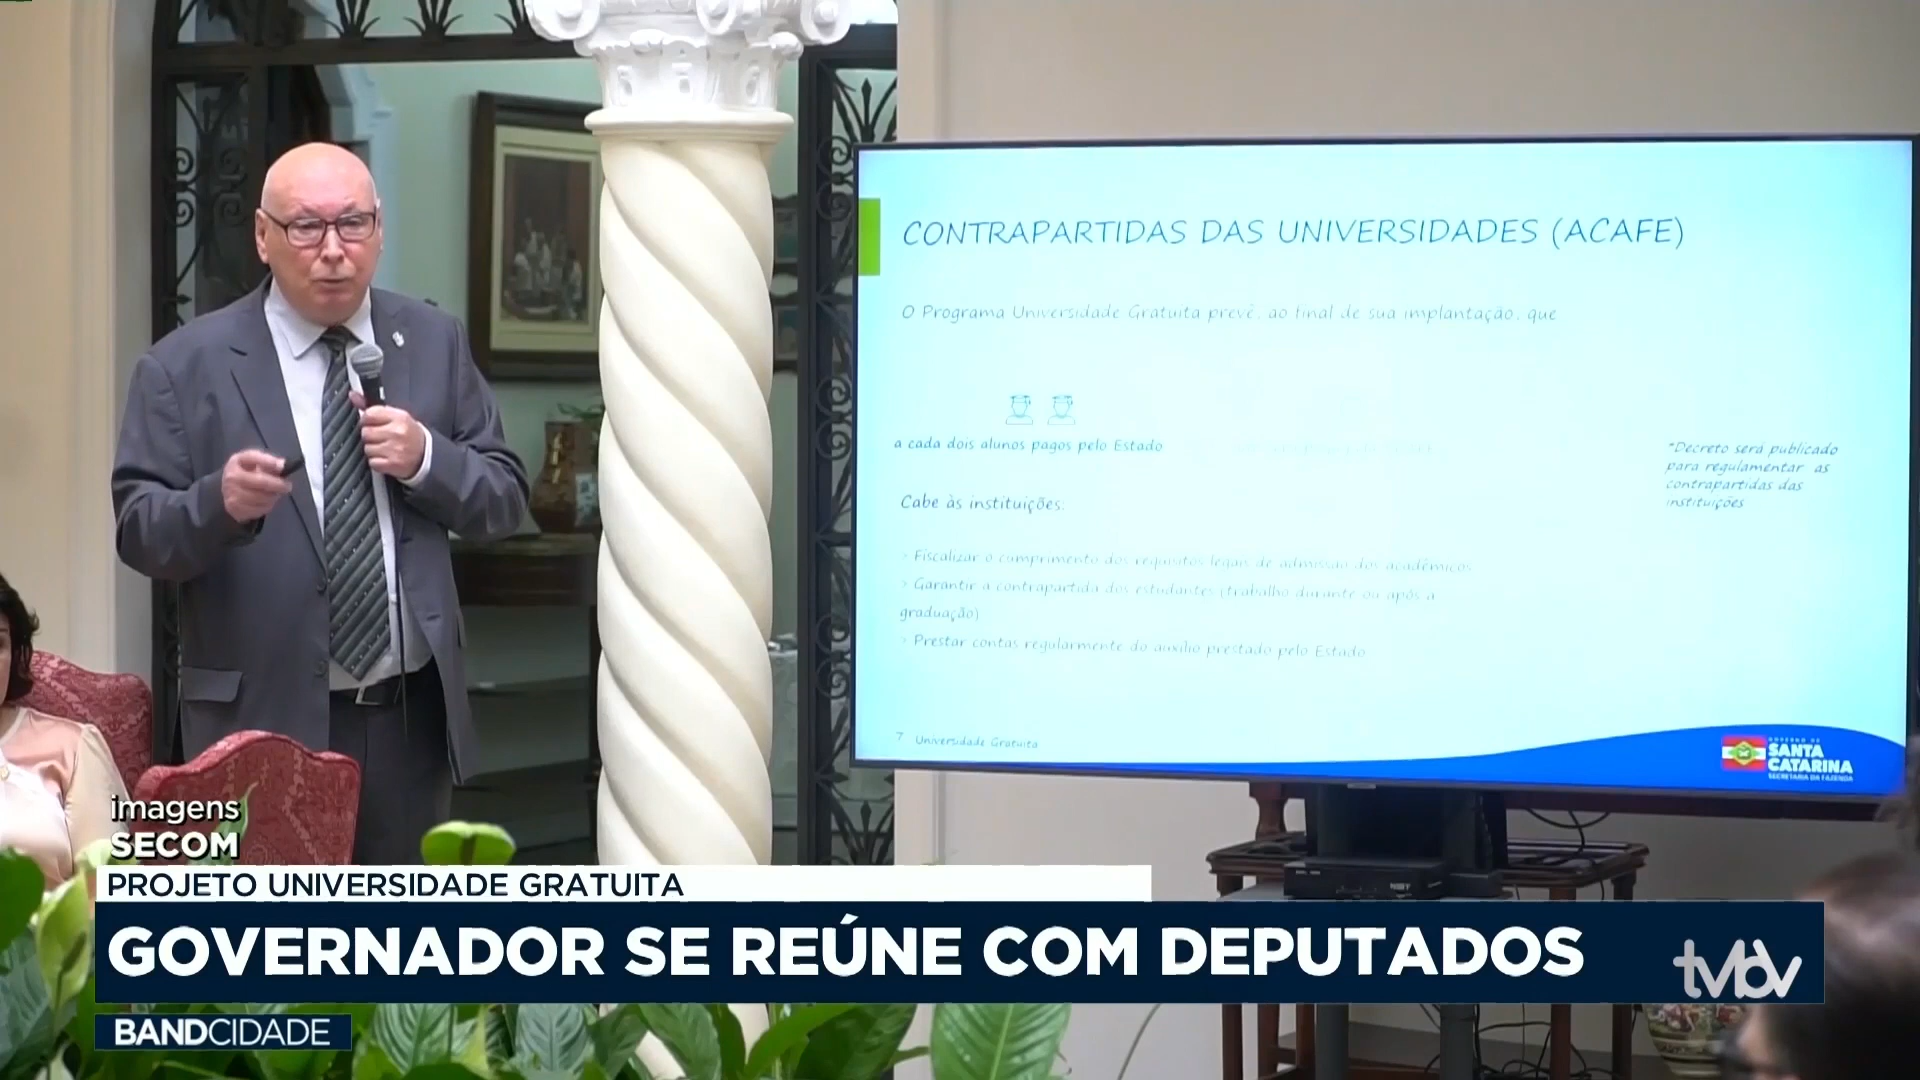 CONTRAPARTIDAS DAS UNIVERSIDADES (ACAFE)
O Programa Universidade Gratuita prevê, ao final de sua implantação, que
a cada dois alunos pagos pelo Estado
*Decreto será publicado
para regulamentar as
contrapartidas das
instituições
Cabe às instituições:
> Fiscalizar o cumprimento dos requisitos legais de admissão dos acadêmicos
> Garantir a contrapartida dos estudantes (trabalho durante ou após a
graduação)
> Prestar contas regularmente do auxílio prestado pelo Estado
7 Universidade Gratuita
GOVERNO DE
SANTA
CATARINA
SECRETARIA DA FAZENDA
imagens
SECOM
PROJETO UNIVERSIDADE GRATUITA
GOVERNADOR SE REÚNE COM DEPUTADOS
tvbv
BANDCIDADE